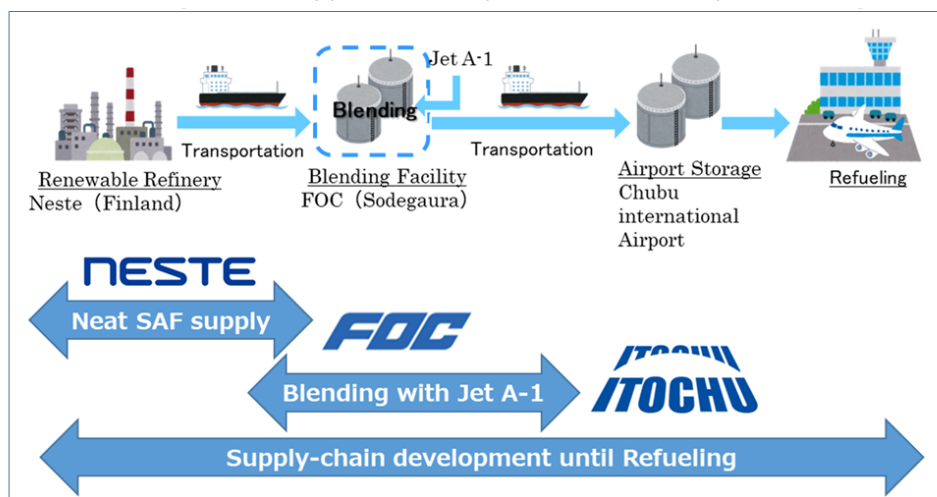 Jet A-1
Blending
Transportation
Transportation
Renewable Refinery
Neste（Finland）
Blending Facility
FOC（Sodegaura）
Airport Storage
Chubu
international
Airport
Refueling
NESTE
Neat SAF supply
FOC
Blending with Jet A-1
ITOCHU
ITOCHU
Supply-chain development until Refueling